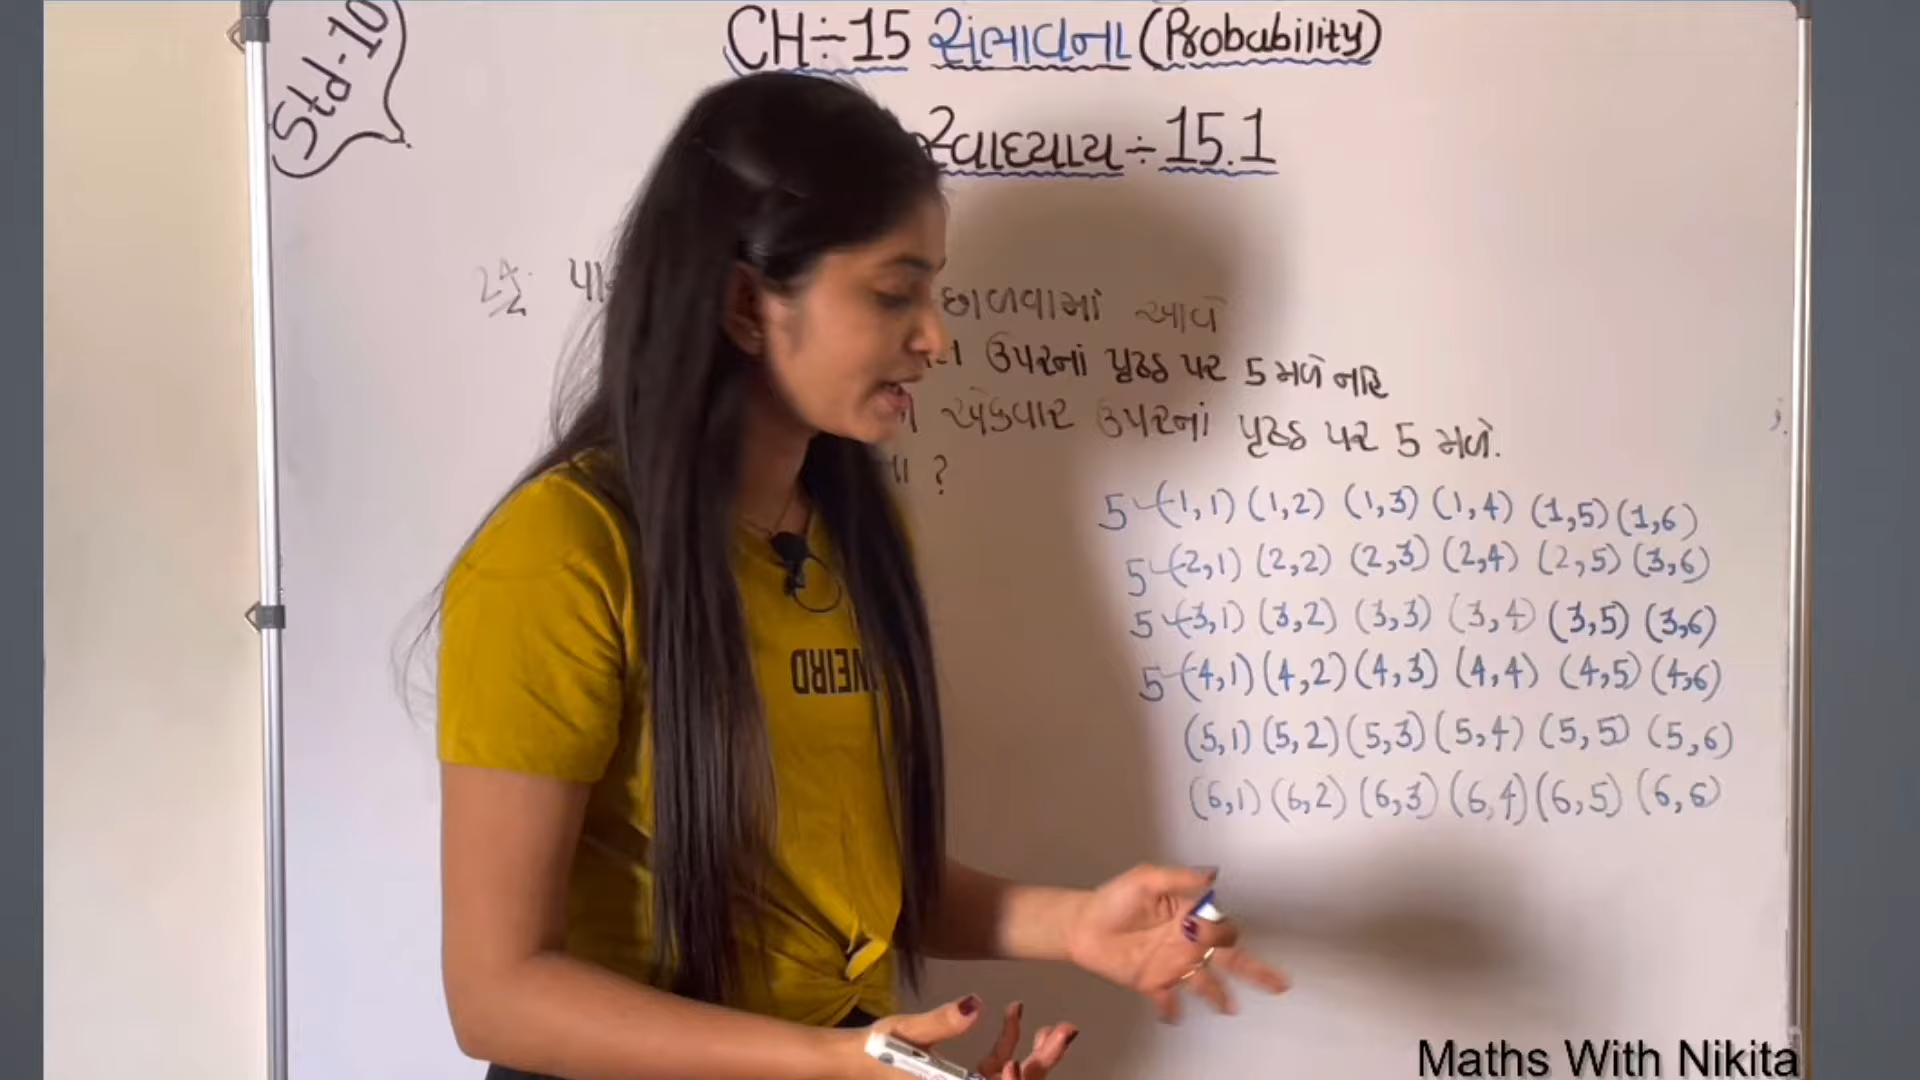 Std-10
CH÷15 સંભાવના (Probability)
સ્વાધ્યાય÷15.1
24 છાળવામાં આવે
ઉપરનાં પૃષ્ઠ પર 5 મળે નહિ
એકવાર ઉપરનાં પૃષ્ઠ પર 5 મળે.
?
5 (1,1) (1,2) (1,3) (1,4) (1,5) (1,6)
5 (2,1) (2,2) (2,3) (2,4) (2,5) (3,6)
5 (3,1) (3,2) (3,3) (3,4) (3,5) (3,6)
5 (4,1) (4,2) (4,3) (4,4) (4,5) (4,6)
(5,1) (5,2) (5,3) (5,4) (5,5) (5,6)
(6,1) (6,2) (6,3) (6,4) (6,5) (6,6)
WEIRD
Maths With Nikita